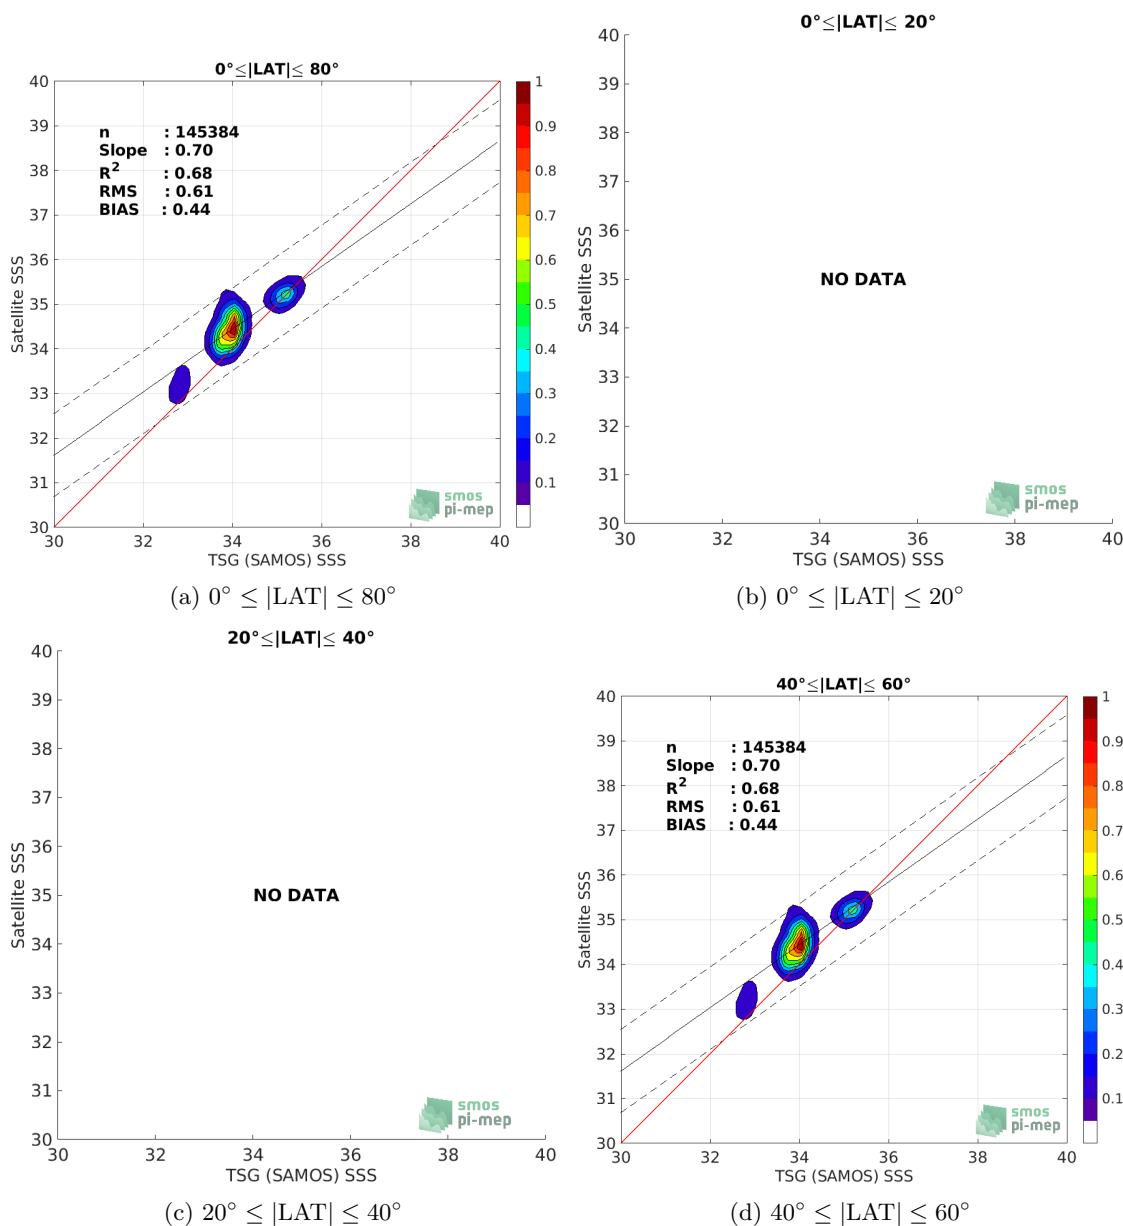 0°≤|LAT|≤ 80°
40
39
38
37
36
35
34
33
32
31
30
Satellite SSS
n : 145384
Slope : 0.70
R² : 0.68
RMS : 0.61
BIAS : 0.44
smos
pi-mep
30 32 34 36 38 40
TSG (SAMOS) SSS
1
0.9
0.8
0.7
0.6
0.5
0.4
0.3
0.2
0.1
(a) 0° ≤ |LAT| ≤ 80°
0°≤|LAT|≤ 20°
40
39
38
37
36
35
34
33
32
31
30
Satellite SSS
NO DATA
smos
pi-mep
30 32 34 36 38 40
TSG (SAMOS) SSS
(b) 0° ≤ |LAT| ≤ 20°
20°≤|LAT|≤ 40°
40
39
38
37
36
35
34
33
32
31
30
Satellite SSS
NO DATA
smos
pi-mep
30 32 34 36 38 40
TSG (SAMOS) SSS
(c) 20° ≤ |LAT| ≤ 40°
40°≤|LAT|≤ 60°
40
39
38
37
36
35
34
33
32
31
30
Satellite SSS
n : 145384
Slope : 0.70
R² : 0.68
RMS : 0.61
BIAS : 0.44
smos
pi-mep
30 32 34 36 38 40
TSG (SAMOS) SSS
1
0.9
0.8
0.7
0.6
0.5
0.4
0.3
0.2
0.1
(d) 40° ≤ |LAT| ≤ 60°